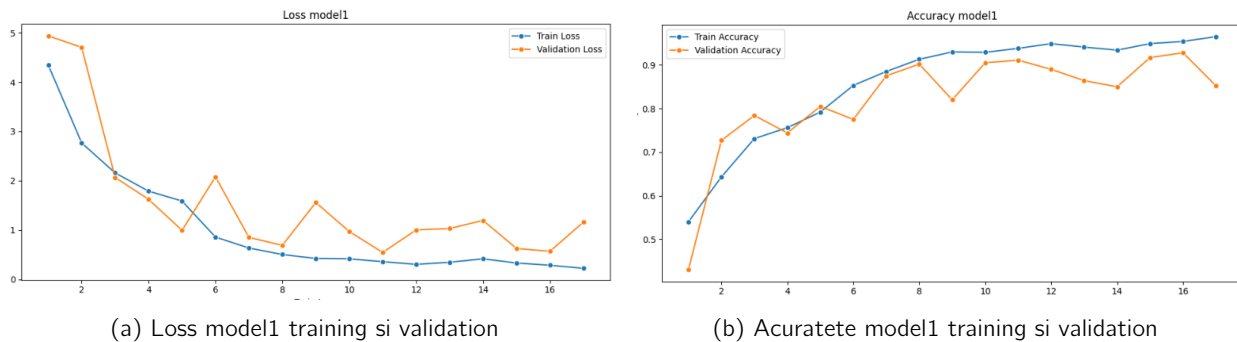 Loss model1
Train Loss
Validation Loss
5
4
3
2
1
0
2 4 6 8 10 12 14 16
(a) Loss model1 training si validation
Accuracy model1
Train Accuracy
Validation Accuracy
0.9
0.8
0.7
0.6
0.5
2 4 6 8 10 12 14 16
(b) Acuratete model1 training si validation